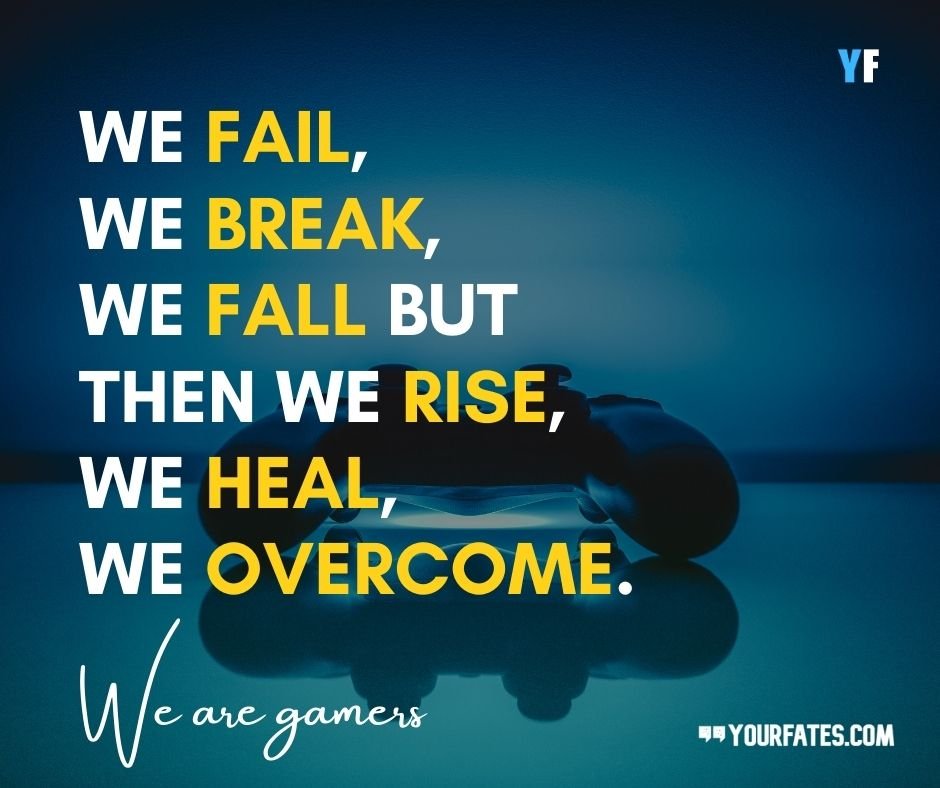 YF
WE FAIL,
WE BREAK,
WE FALL BUT
THEN WE RISE,
WE HEAL,
WE OVERCOME.
We are gamers
YOURFATES.COM